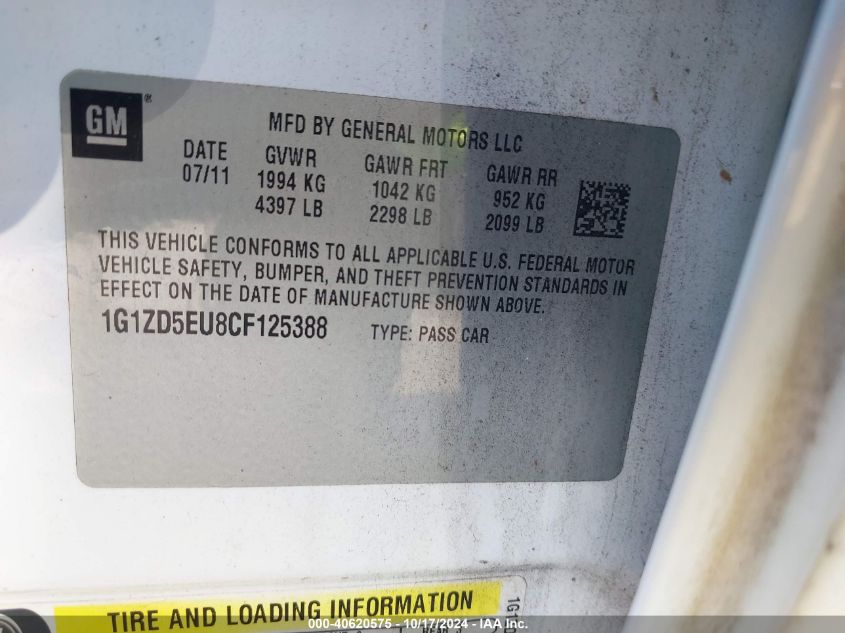 GM®
MFD BY GENERAL MOTORS LLC
DATE GVWR GAWR FRT GAWR RR
07/11 1994 KG 1042 KG 952 KG
4397 LB 2298 LB 2099 LB
THIS VEHICLE CONFORMS TO ALL APPLICABLE U.S. FEDERAL MOTOR
VEHICLE SAFETY, BUMPER, AND THEFT PREVENTION STANDARDS IN
EFFECT ON THE DATE OF MANUFACTURE SHOWN ABOVE.
1G1ZD5EU8CF125388 TYPE: PASS CAR
TIRE AND LOADING INFORMATION
000-40620575 - 10/17/2024 - IAA Inc.